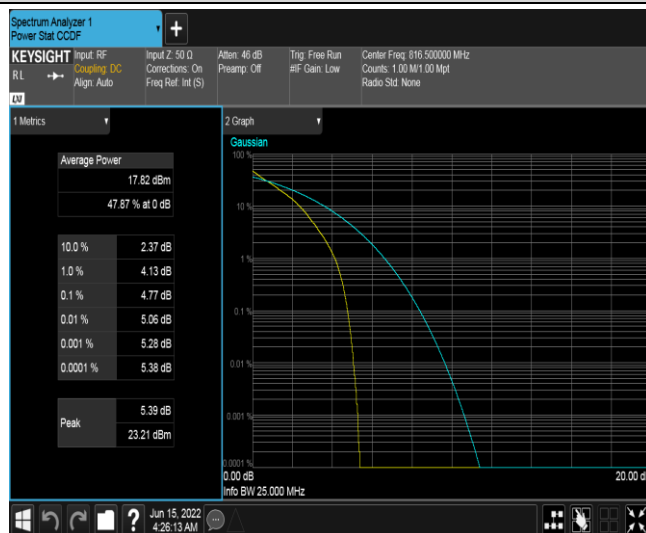 Spectrum Analyzer 1
Power Stat CCDF
+
KEYSIGHT
RL
LXI
Input: RF
Coupling: DC
Align: Auto
Input Z: 50 Ω
Corrections: On
Freq Ref: Int (S)
Atten: 46 dB
Preamp: Off
Trig: Free Run
#IF Gain: Low
Center Freq: 816.500000 MHz
Counts: 1.00 M/1.00 Mpt
Radio Std: None
1 Metrics
Average Power
17.82 dBm
47.87 % at 0 dB
10.0 % 2.37 dB
1.0 % 4.13 dB
0.1 % 4.77 dB
0.01 % 5.06 dB
0.001 % 5.28 dB
0.0001 % 5.38 dB
Peak
5.39 dB
23.21 dBm
2 Graph
Gaussian
100 %
10 %
1 %
0.1 %
0.01 %
0.001 %
0.0001 %
0.00 dB
20.00 d
Info BW 25.000 MHz
?
Jun 15, 2022
4:26:13 AM